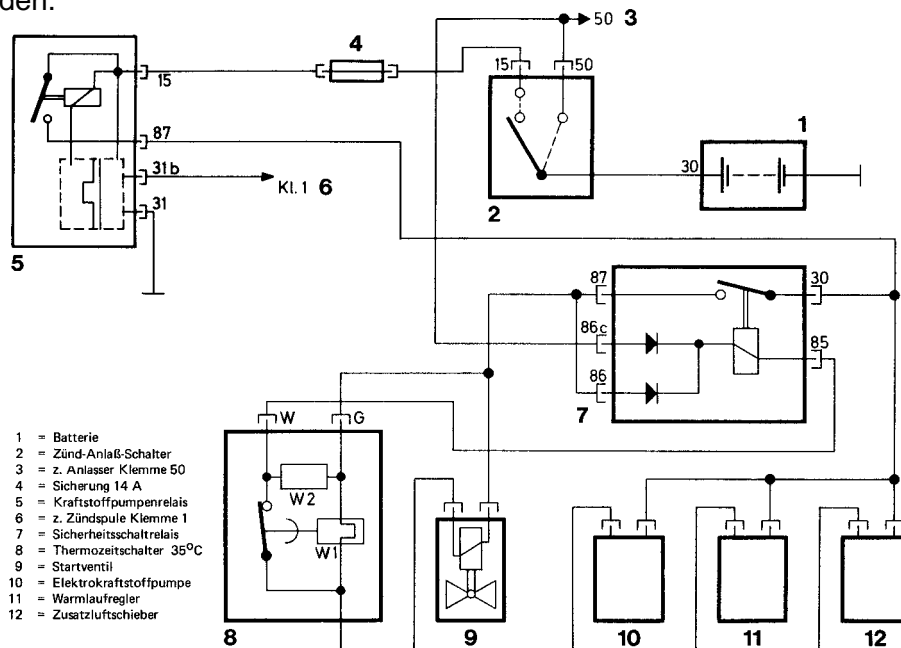 den:
50 3
4
15
50
15
87
31b
Kl. 1 6
31
5
2
30
1
87
30
86c
85
86
7
W
G
W2
W1
8
9
10
11
12
1 = Batterie
2 = Zünd-Anlaß-Schalter
3 = z. Anlasser Klemme 50
4 = Sicherung 14 A
5 = Kraftstoffpumpenrelais
6 = z. Zündspule Klemme 1
7 = Sicherheitsschaltrelais
8 = Thermozeitschalter 35°C
9 = Startventil
10 = Elektrokraftstoffpumpe
11 = Warmlaufregler
12 = Zusatzluftschieber